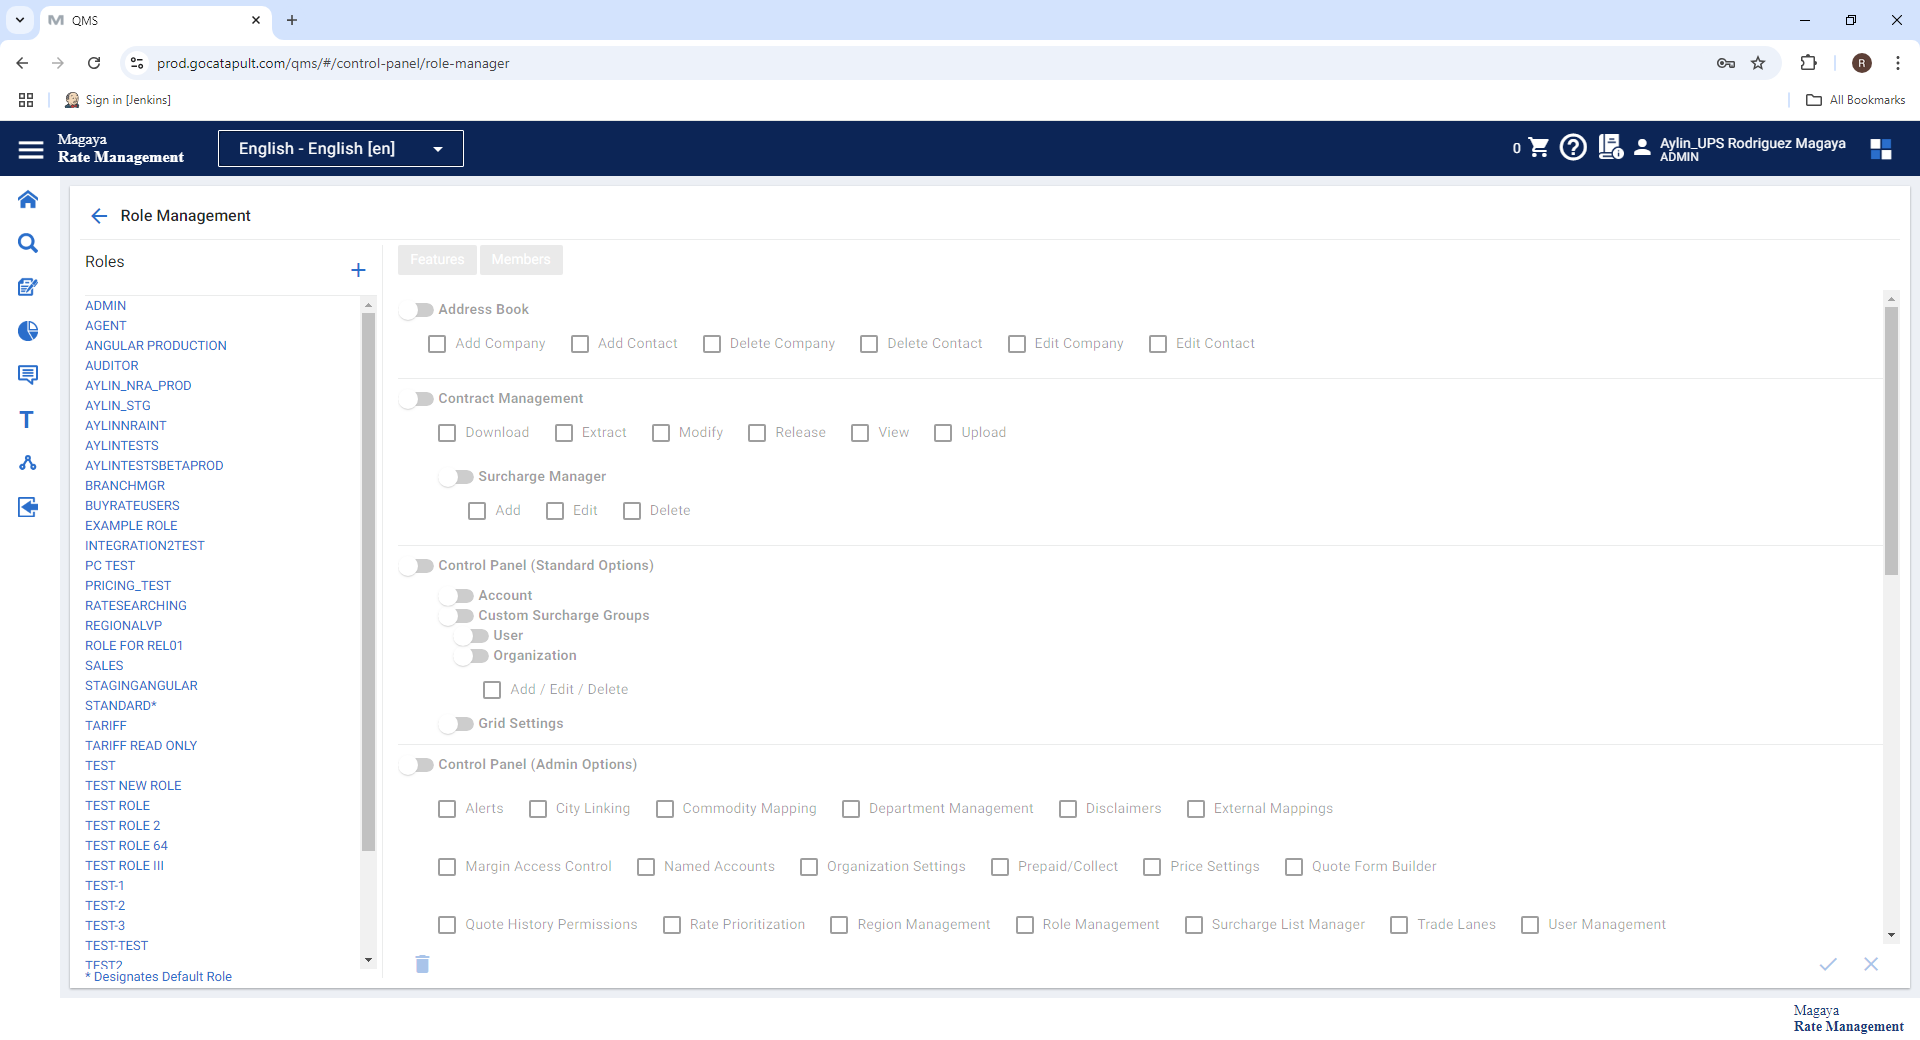 QMS
prod.gocatapult.com/qms/#/control-panel/role-manager
R
Sign in [Jenkins]
All Bookmarks
Magaya
Rate Management
English - English [en]
0
Aylin_UPS Rodriguez Magaya
ADMIN
Role Management
Roles
ADMIN
AGENT
ANGULAR PRODUCTION
AUDITOR
AYLIN_NRA_PROD
AYLIN_STG
AYLINNRAINT
AYLINTESTS
AYLINTESTSBETAPROD
BRANCHMGR
BUYRATEUSERS
EXAMPLE ROLE
INTEGRATION2TEST
PC TEST
PRICING_TEST
RATESEARCHING
REGIONALVP
ROLE FOR REL01
SALES
STAGINGANGULAR
STANDARD*
TARIFF
TARIFF READ ONLY
TEST
TEST NEW ROLE
TEST ROLE
TEST ROLE 2
TEST ROLE 64
TEST ROLE III
TEST-1
TEST-2
TEST-3
TEST-TEST
TEST2
* Designates Default Role
Features Members
Address Book
Add Company Add Contact Delete Company Delete Contact Edit Company Edit Contact
Contract Management
Download Extract Modify Release View Upload
Surcharge Manager
Add Edit Delete
Control Panel (Standard Options)
Account
Custom Surcharge Groups
User
Organization
Add / Edit / Delete
Grid Settings
Control Panel (Admin Options)
Alerts City Linking Commodity Mapping Department Management Disclaimers External Mappings
Margin Access Control Named Accounts Organization Settings Prepaid/Collect Price Settings Quote Form Builder
Quote History Permissions Rate Prioritization Region Management Role Management Surcharge List Manager Trade Lanes User Management
Magaya
Rate Management